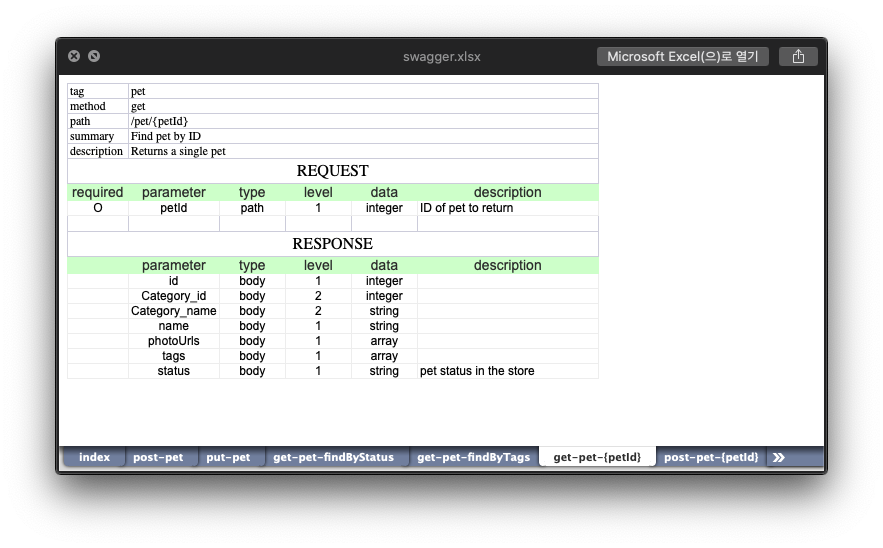 swagger.xlsx
Microsoft Excel(으)로 열기
tag pet
method get
path /pet/{petId}
summary Find pet by ID
description Returns a single pet
REQUEST
required parameter type level data description
O petId path 1 integer ID of pet to return
RESPONSE
parameter type level data description
id body 1 integer
Category_id body 2 integer
Category_name body 2 string
name body 1 string
photoUrls body 1 array
tags body 1 array
status body 1 string pet status in the store
index post-pet put-pet get-pet-findByStatus get-pet-findByTags get-pet-{petId} post-pet-{petId} »